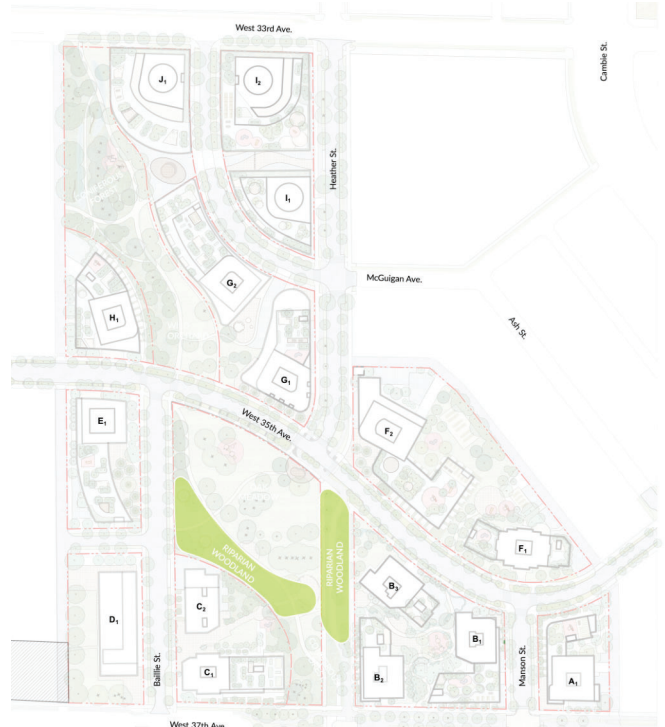 West 33rd Ave.
Cambie St.
J1
I2
Heather St.
I1
McGuigan Ave.
G2
Ash St.
H1
G1
West 35th Ave.
E1
F2
RIPARIAN
WOODLAND
RIPARIAN
WOODLAND
F1
B3
C2
D1
B1
Baillie St.
Manson St.
C1
B2
A1
West 37th Ave